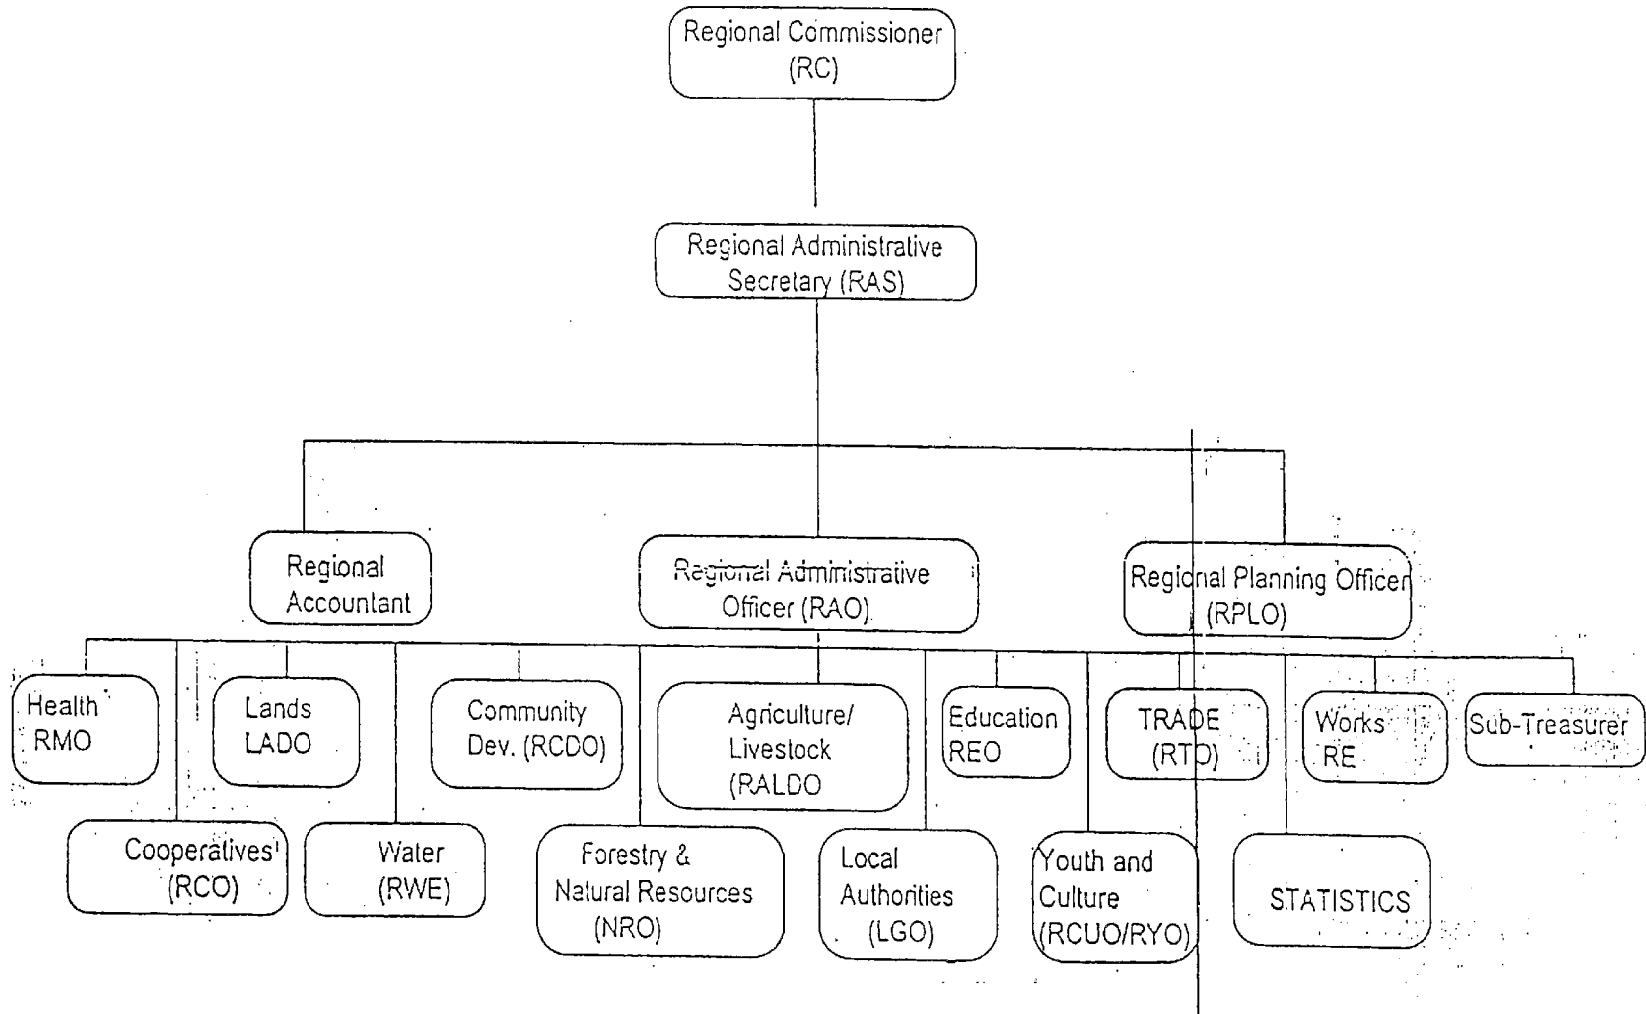 Regional Commissioner
(RC)
Regional Administrative
Secretary (RAS)
Regional
Accountant
Regional Administrative
Officer (RAO)
Regional Planning Officer
(RPLO)
Health
RMO
Lands
LADO
Community
Dev. (RCDO)
Agriculture/
Livestock
(RALDO
Education
REO
TRADE
(RTO)
Works
RE
Sub-Treasurer
Cooperatives
(RCO)
Water
(RWE)
Forestry &
Natural Resources
(NRO)
Local
Authorities
(LGO)
Youth and
Culture
(RCUO/RYO)
STATISTICS